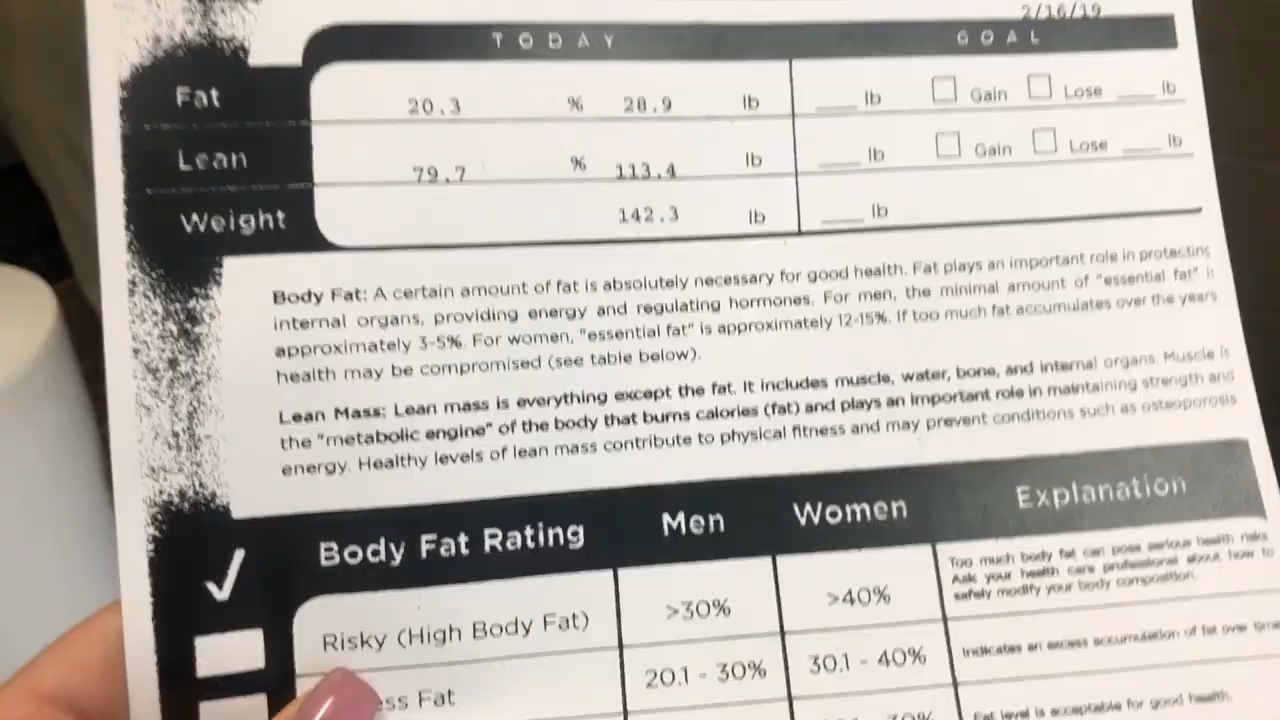 2/16/19
TODAY GOAL
Fat 20.3 % 28.9 lb ___ lb Gain Lose ___ lb
Lean 79.7 % 113.4 lb ___ lb Gain Lose ___ lb
Weight 142.3 lb ___ lb
Body Fat: A certain amount of fat is absolutely necessary for good health. Fat plays an important role in protecting
internal organs, providing energy and regulating hormones. For men, the minimal amount of "essential fat" is
approximately 3-5%. For women, "essential fat" is approximately 12-15%. If too much fat accumulates over the years
health may be compromised (see table below).
Lean Mass: Lean mass is everything except the fat. It includes muscle, water, bone, and internal organs. Muscle is
the "metabolic engine" of the body that burns calories (fat) and plays an important role in maintaining strength and
energy. Healthy levels of lean mass contribute to physical fitness and may prevent conditions such as osteoporosis
✓ Body Fat Rating Men Women Explanation
Risky (High Body Fat) >30% >40% Too much body fat can pose serious health risks
Ask your health care professional about how to
safely modify your body composition.
ess Fat 20.1 - 30% 30.1 - 40% Indicates an excess accumulation of fat over time
Fat level is acceptable for good health.